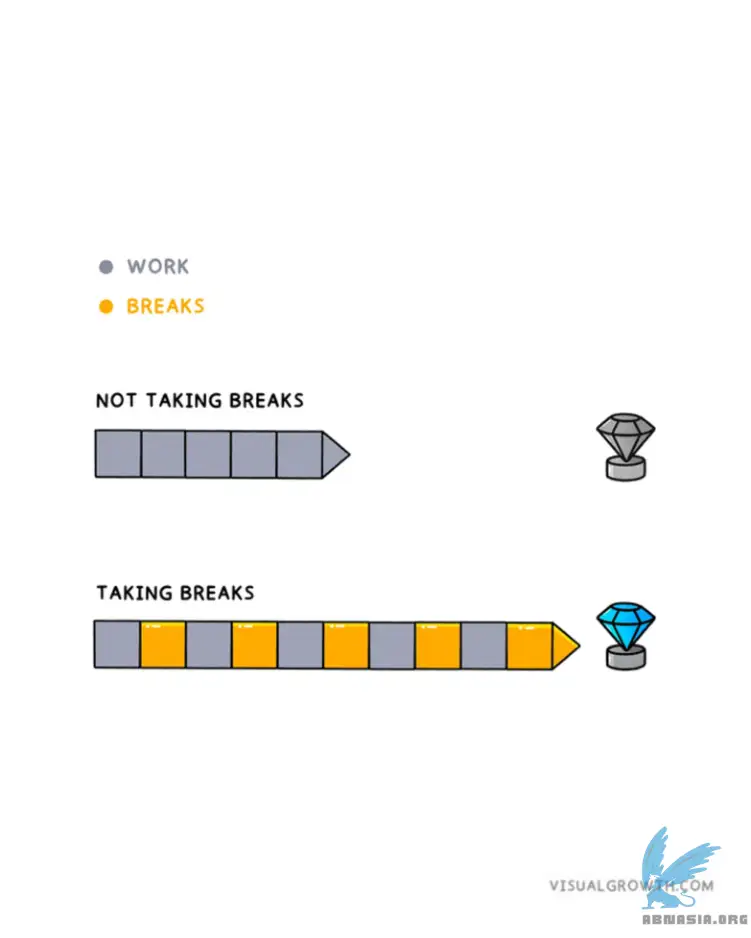 WORK
BREAKS
NOT TAKING BREAKS
TAKING BREAKS
VISUALGROWTH.COM
ABNASIA.ORG